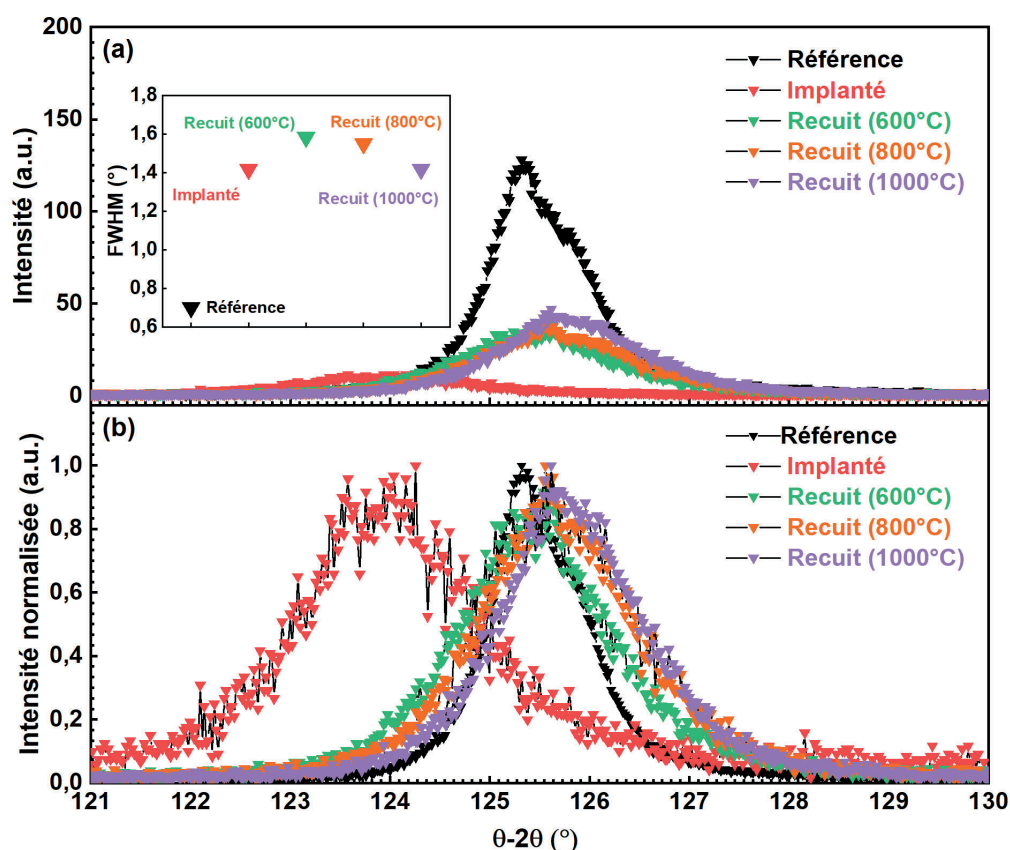 (a)
Intensité (a.u.)
200
150
100
50
0
Référence
Implanté
Recuit (600°C)
Recuit (800°C)
Recuit (1000°C)
FWHM (°)
1,8
1,6
1,4
1,2
1,0
0,8
0,6
Recuit (600°C)
Recuit (800°C)
Implanté
Recuit (1000°C)
Référence
(b)
Intensité normalisée (a.u.)
1,0
0,8
0,6
0,4
0,2
0,0
Référence
Implanté
Recuit (600°C)
Recuit (800°C)
Recuit (1000°C)
121 122 123 124 125 126 127 128 129 130
θ-2θ (°)